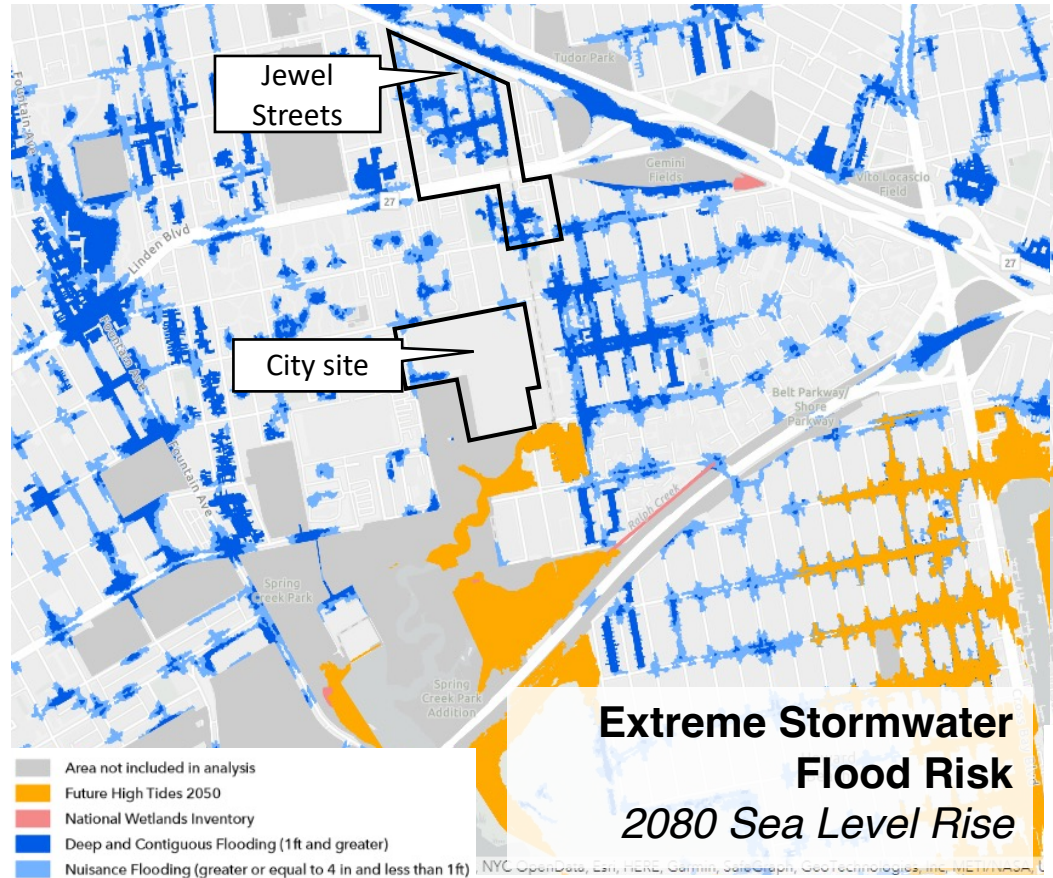 Tudor Park
Fountain Ave
Jewel
Streets
Gemini
Fields
Vito Locascio
Field
27
Linden Blvd
27
Fountain Ave
City site
Belt Parkway/
Shore
Parkway
Fountain Ave
Ralph Creek
Spring
Creek Park
Spring
Creek Park
Addition
Extreme Stormwater
Flood Risk
2080 Sea Level Rise
Area not included in analysis
Future High Tides 2050
National Wetlands Inventory
Deep and Contiguous Flooding (1ft and greater)
Nuisance Flooding (greater or equal to 4 in and less than 1ft)
NYC OpenData, Esri, HERE, Garmin, SafeGraph, GeoTechnologies, Inc, METI/NASA,